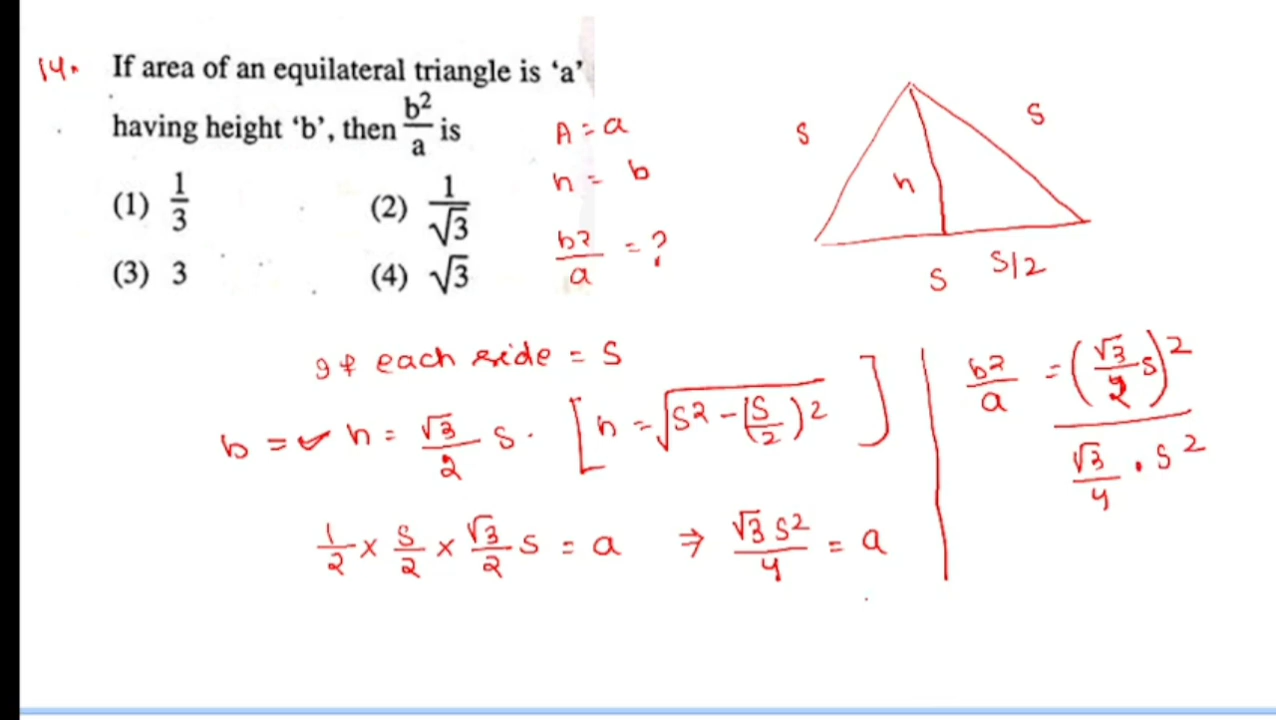 14. If area of an equilateral triangle is ‘a’
having height ‘b’, then b²/a is
(1) 1/3 (2) 1/√3
(3) 3 (4) √3
A = a
h = b
b²/a = ?
s
s
h
s
s/2
If each side = s
b = h = √3/2 s. [h = √s² - (s/2)²]
1/2 × s/2 × √3/2 s = a ⇒ √3 s²/4 = a
b²/a = (√3/2 s)²
√3/4 . s²